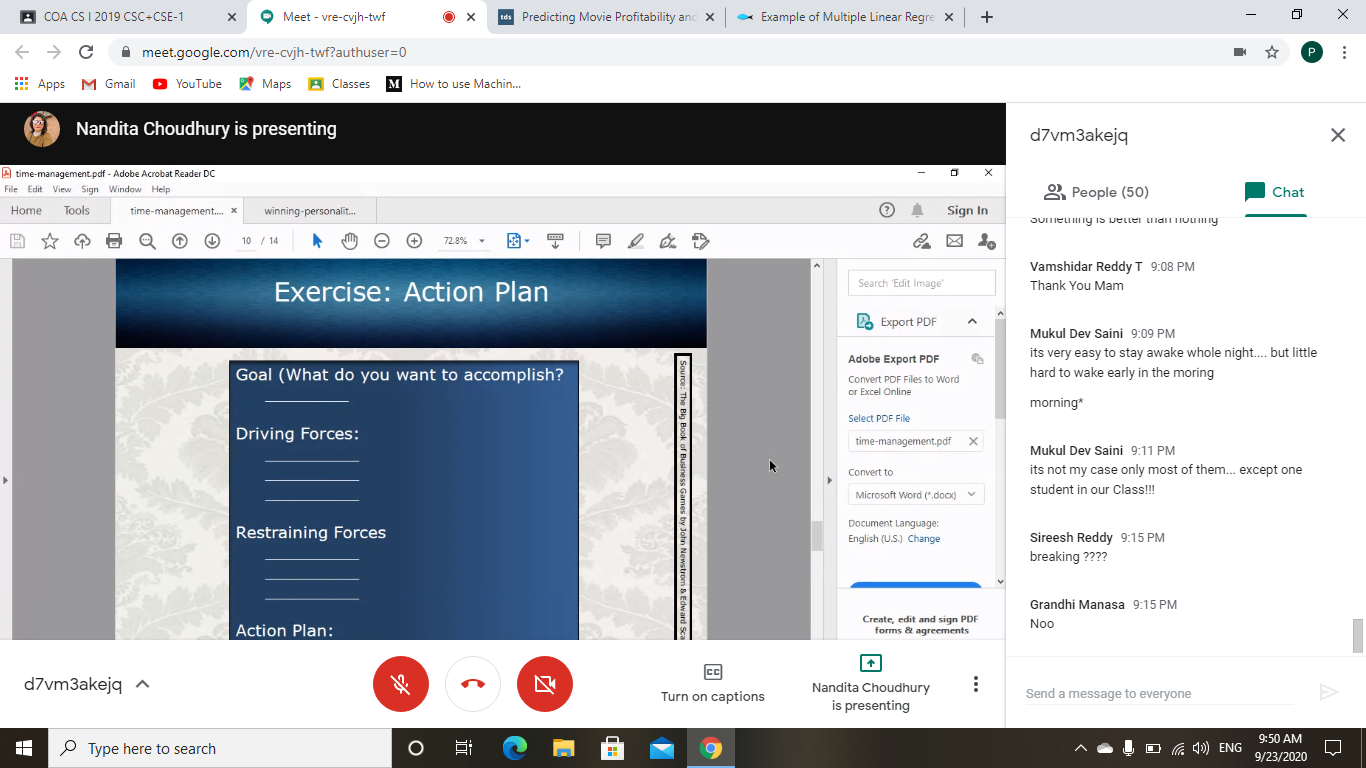 COA CS I 2019 CSC+CSE-1
Meet - vre-cvjh-twf
Predicting Movie Profitability and
Example of Multiple Linear Regre
meet.google.com/vre-cvjh-twf?authuser=0
P
Apps
Gmail
YouTube
Maps
Classes
How to use Machin...
Nandita Choudhury is presenting
time-management.pdf - Adobe Acrobat Reader DC
File Edit View Sign Window Help
Home
Tools
time-management....
winning-personalit...
Sign In
10 / 14
72.8%
Exercise: Action Plan
Goal (What do you want to accomplish?
Driving Forces:
Restraining Forces
Action Plan:
Source: The Big Book of Business Games by John Newstrom & Edward Sca
Search 'Edit Image'
Export PDF
Adobe Export PDF
Convert PDF Files to Word
or Excel Online
Select PDF File
time-management.pdf
Convert to
Microsoft Word (*.docx)
Document Language:
English (U.S.) Change
Create, edit and sign PDF
forms & agreements
d7vm3akejq
People (50)
Chat
Something is better than nothing
Vamshidar Reddy T 9:08 PM
Thank You Mam
Mukul Dev Saini 9:09 PM
its very easy to stay awake whole night.... but little
hard to wake early in the moring
morning*
Mukul Dev Saini 9:11 PM
its not my case only most of them... except one
student in our Class!!!
Sireesh Reddy 9:15 PM
breaking ????
Grandhi Manasa 9:15 PM
Noo
Send a message to everyone
d7vm3akejq
Turn on captions
Nandita Choudhury
is presenting
Type here to search
ENG
9:50 AM
9/23/2020